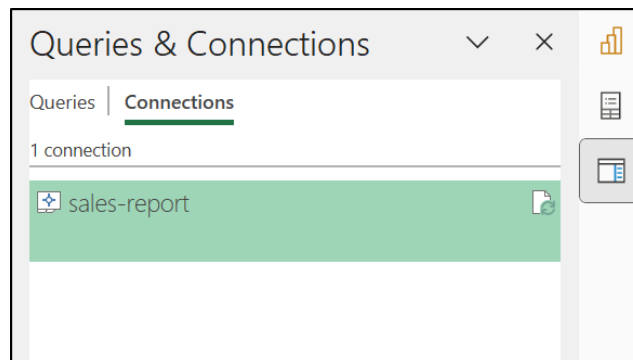 Queries & Connections
Queries | Connections
1 connection
sales-report